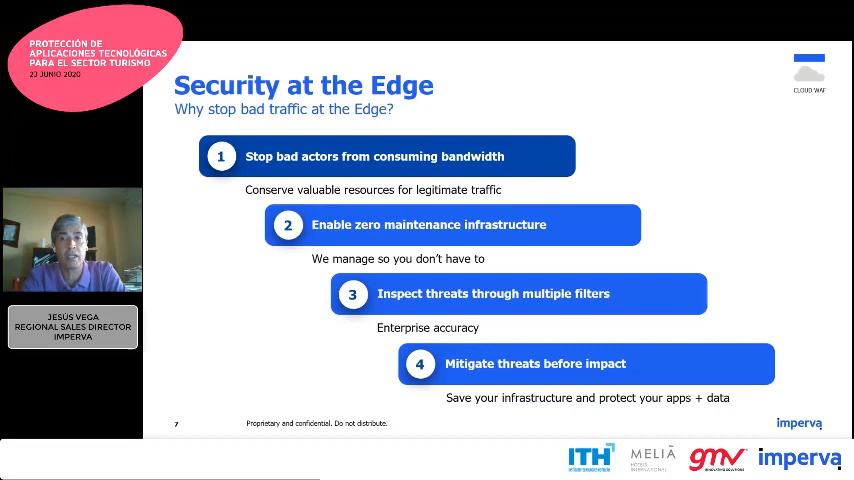 PROTECCIÓN DE
APLICACIONES TECNOLÓGICAS
PARA EL SECTOR TURISMO
23 JUNIO 2020
Security at the Edge
Why stop bad traffic at the Edge?
CLOUD WAF
1 Stop bad actors from consuming bandwidth
Conserve valuable resources for legitimate traffic
2 Enable zero maintenance infrastructure
We manage so you don't have to
3 Inspect threats through multiple filters
Enterprise accuracy
4 Mitigate threats before impact
Save your infrastructure and protect your apps + data
JESÚS VEGA
REGIONAL SALES DIRECTOR
IMPERVA
7 Proprietary and confidential. Do not distribute. imperva
ITH MELIÃ gmv imperva
HOTELS
INTERNATIONAL
INNOVATING SOLUTIONS